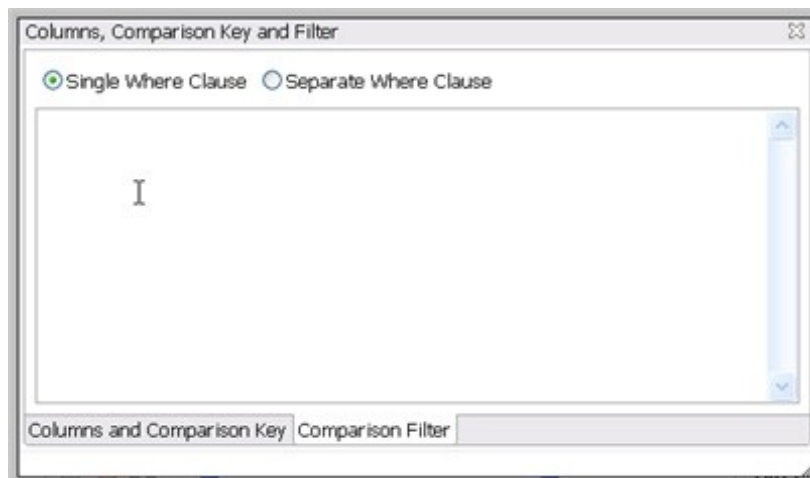 Columns, Comparison Key and Filter
Single Where Clause Separate Where Clause
Columns and Comparison Key Comparison Filter